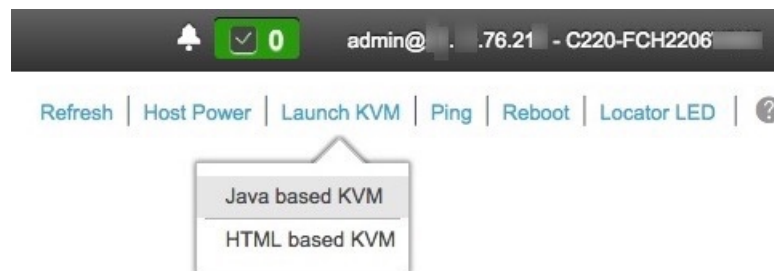 0 admin@ . .76.21 - C220-FCH2206
Refresh | Host Power | Launch KVM | Ping | Reboot | Locator LED | ?
Java based KVM
HTML based KVM